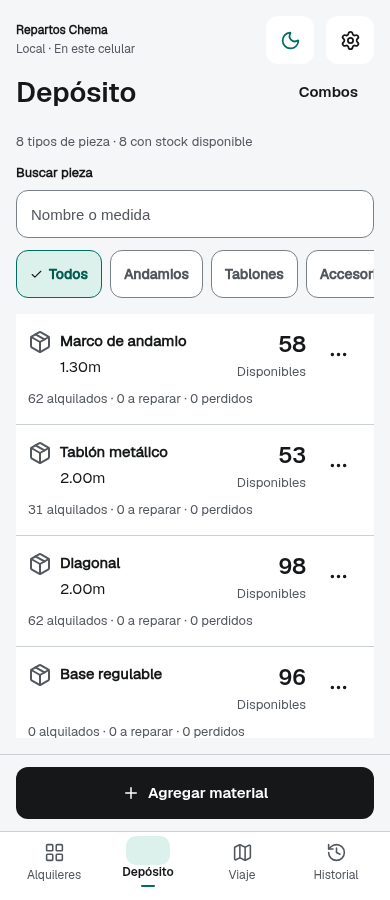 Repartos Chema
Local · En este celular
Depósito
Combos
8 tipos de pieza · 8 con stock disponible
Buscar pieza
Nombre o medida
Todos
Andamios
Tablones
Accesor
Marco de andamio
58
1.30m
Disponibles
62 alquilados · 0 a reparar · 0 perdidos
Tablón metálico
53
2.00m
Disponibles
31 alquilados · 0 a reparar · 0 perdidos
Diagonal
98
2.00m
Disponibles
62 alquilados · 0 a reparar · 0 perdidos
Base regulable
96
Disponibles
0 alquilados · 0 a reparar · 0 perdidos
Agregar material
Alquileres
Depósito
Viaje
Historial